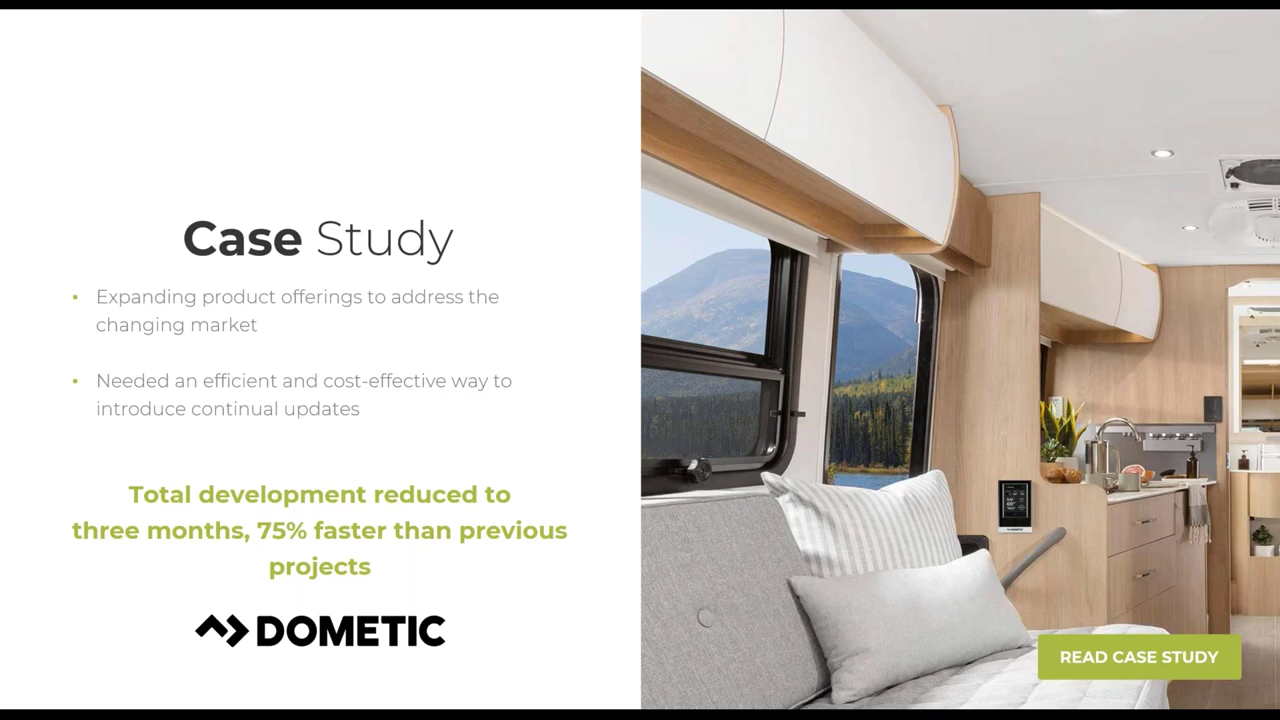 Case Study
• Expanding product offerings to address the
changing market
• Needed an efficient and cost-effective way to
introduce continual updates
Total development reduced to
three months, 75% faster than previous
projects
DOMETIC
READ CASE STUDY